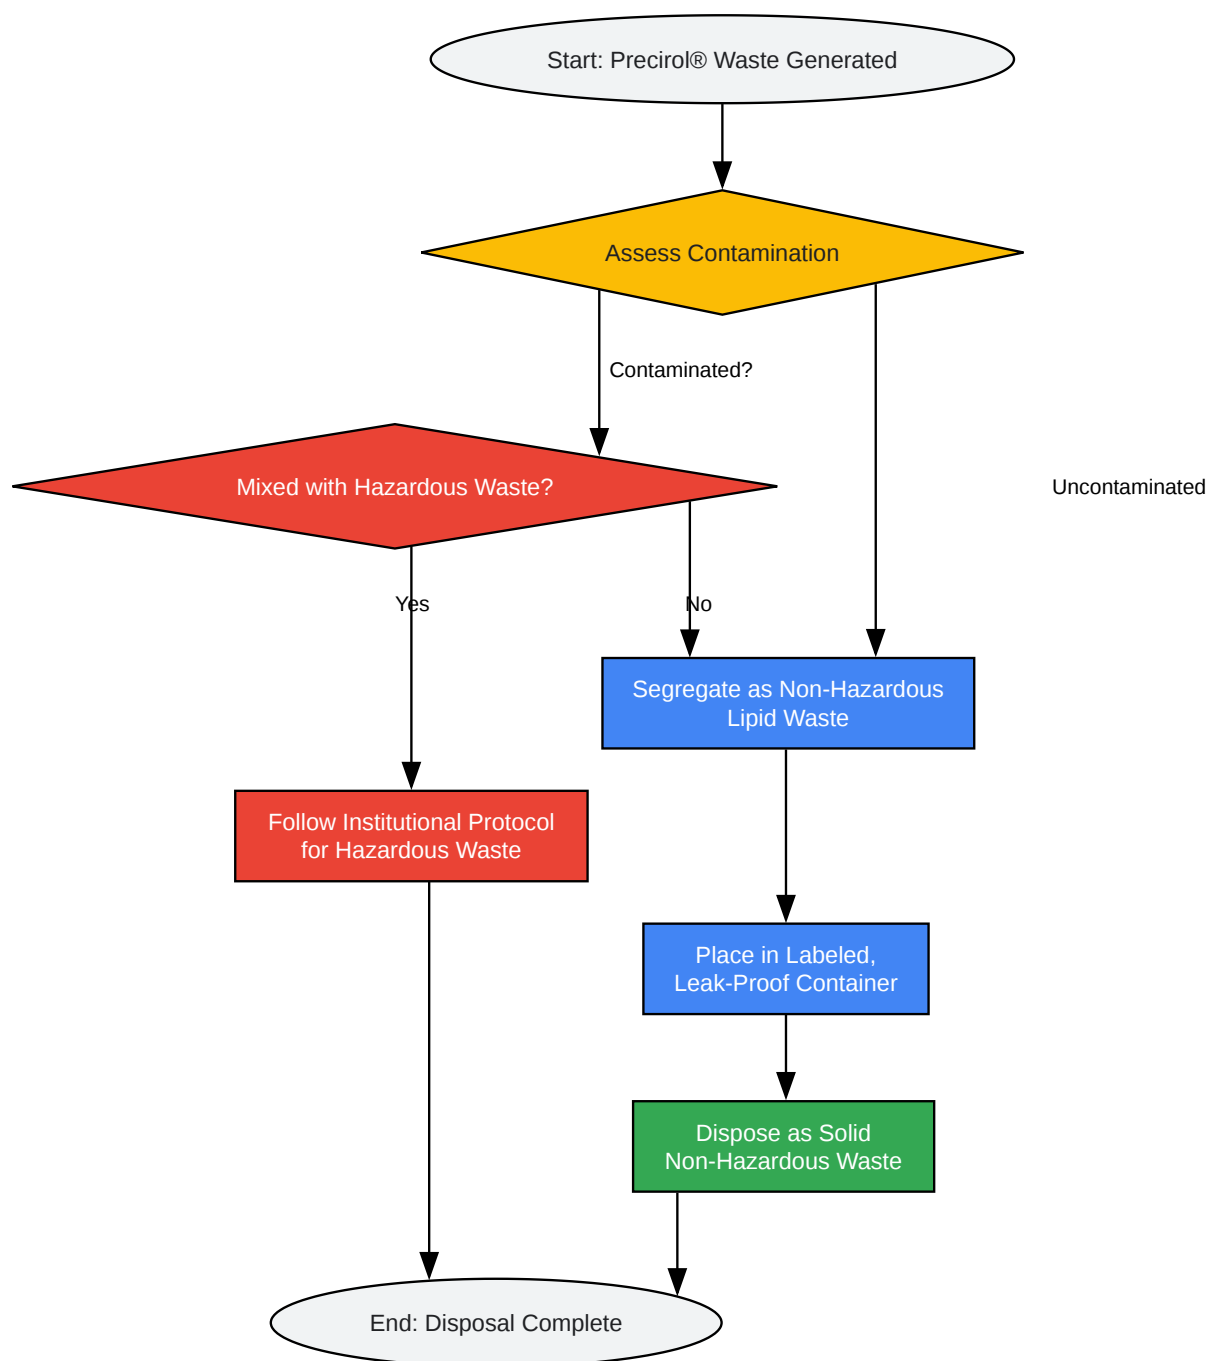 Start: Precirol® Waste Generated
Assess Contamination
Contaminated?
Mixed with Hazardous Waste?
Uncontaminated
Yes
No
Segregate as Non-Hazardous
Lipid Waste
Follow Institutional Protocol
for Hazardous Waste
Place in Labeled,
Leak-Proof Container
Dispose as Solid
Non-Hazardous Waste
End: Disposal Complete